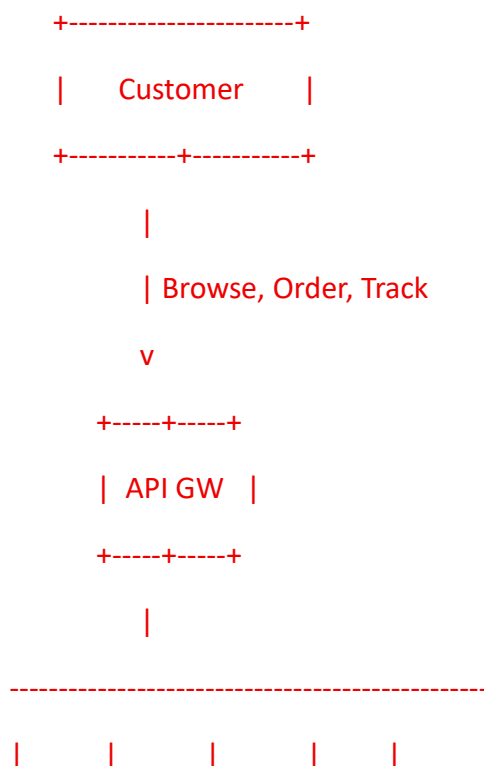 +-----------------------+
|       Customer        |
+-----------+-----------+
|
| Browse, Order, Track
v
+-----+-----+
|  API GW   |
+-----+-----+
|
-------------------------------------------------
|         |          |          |        |